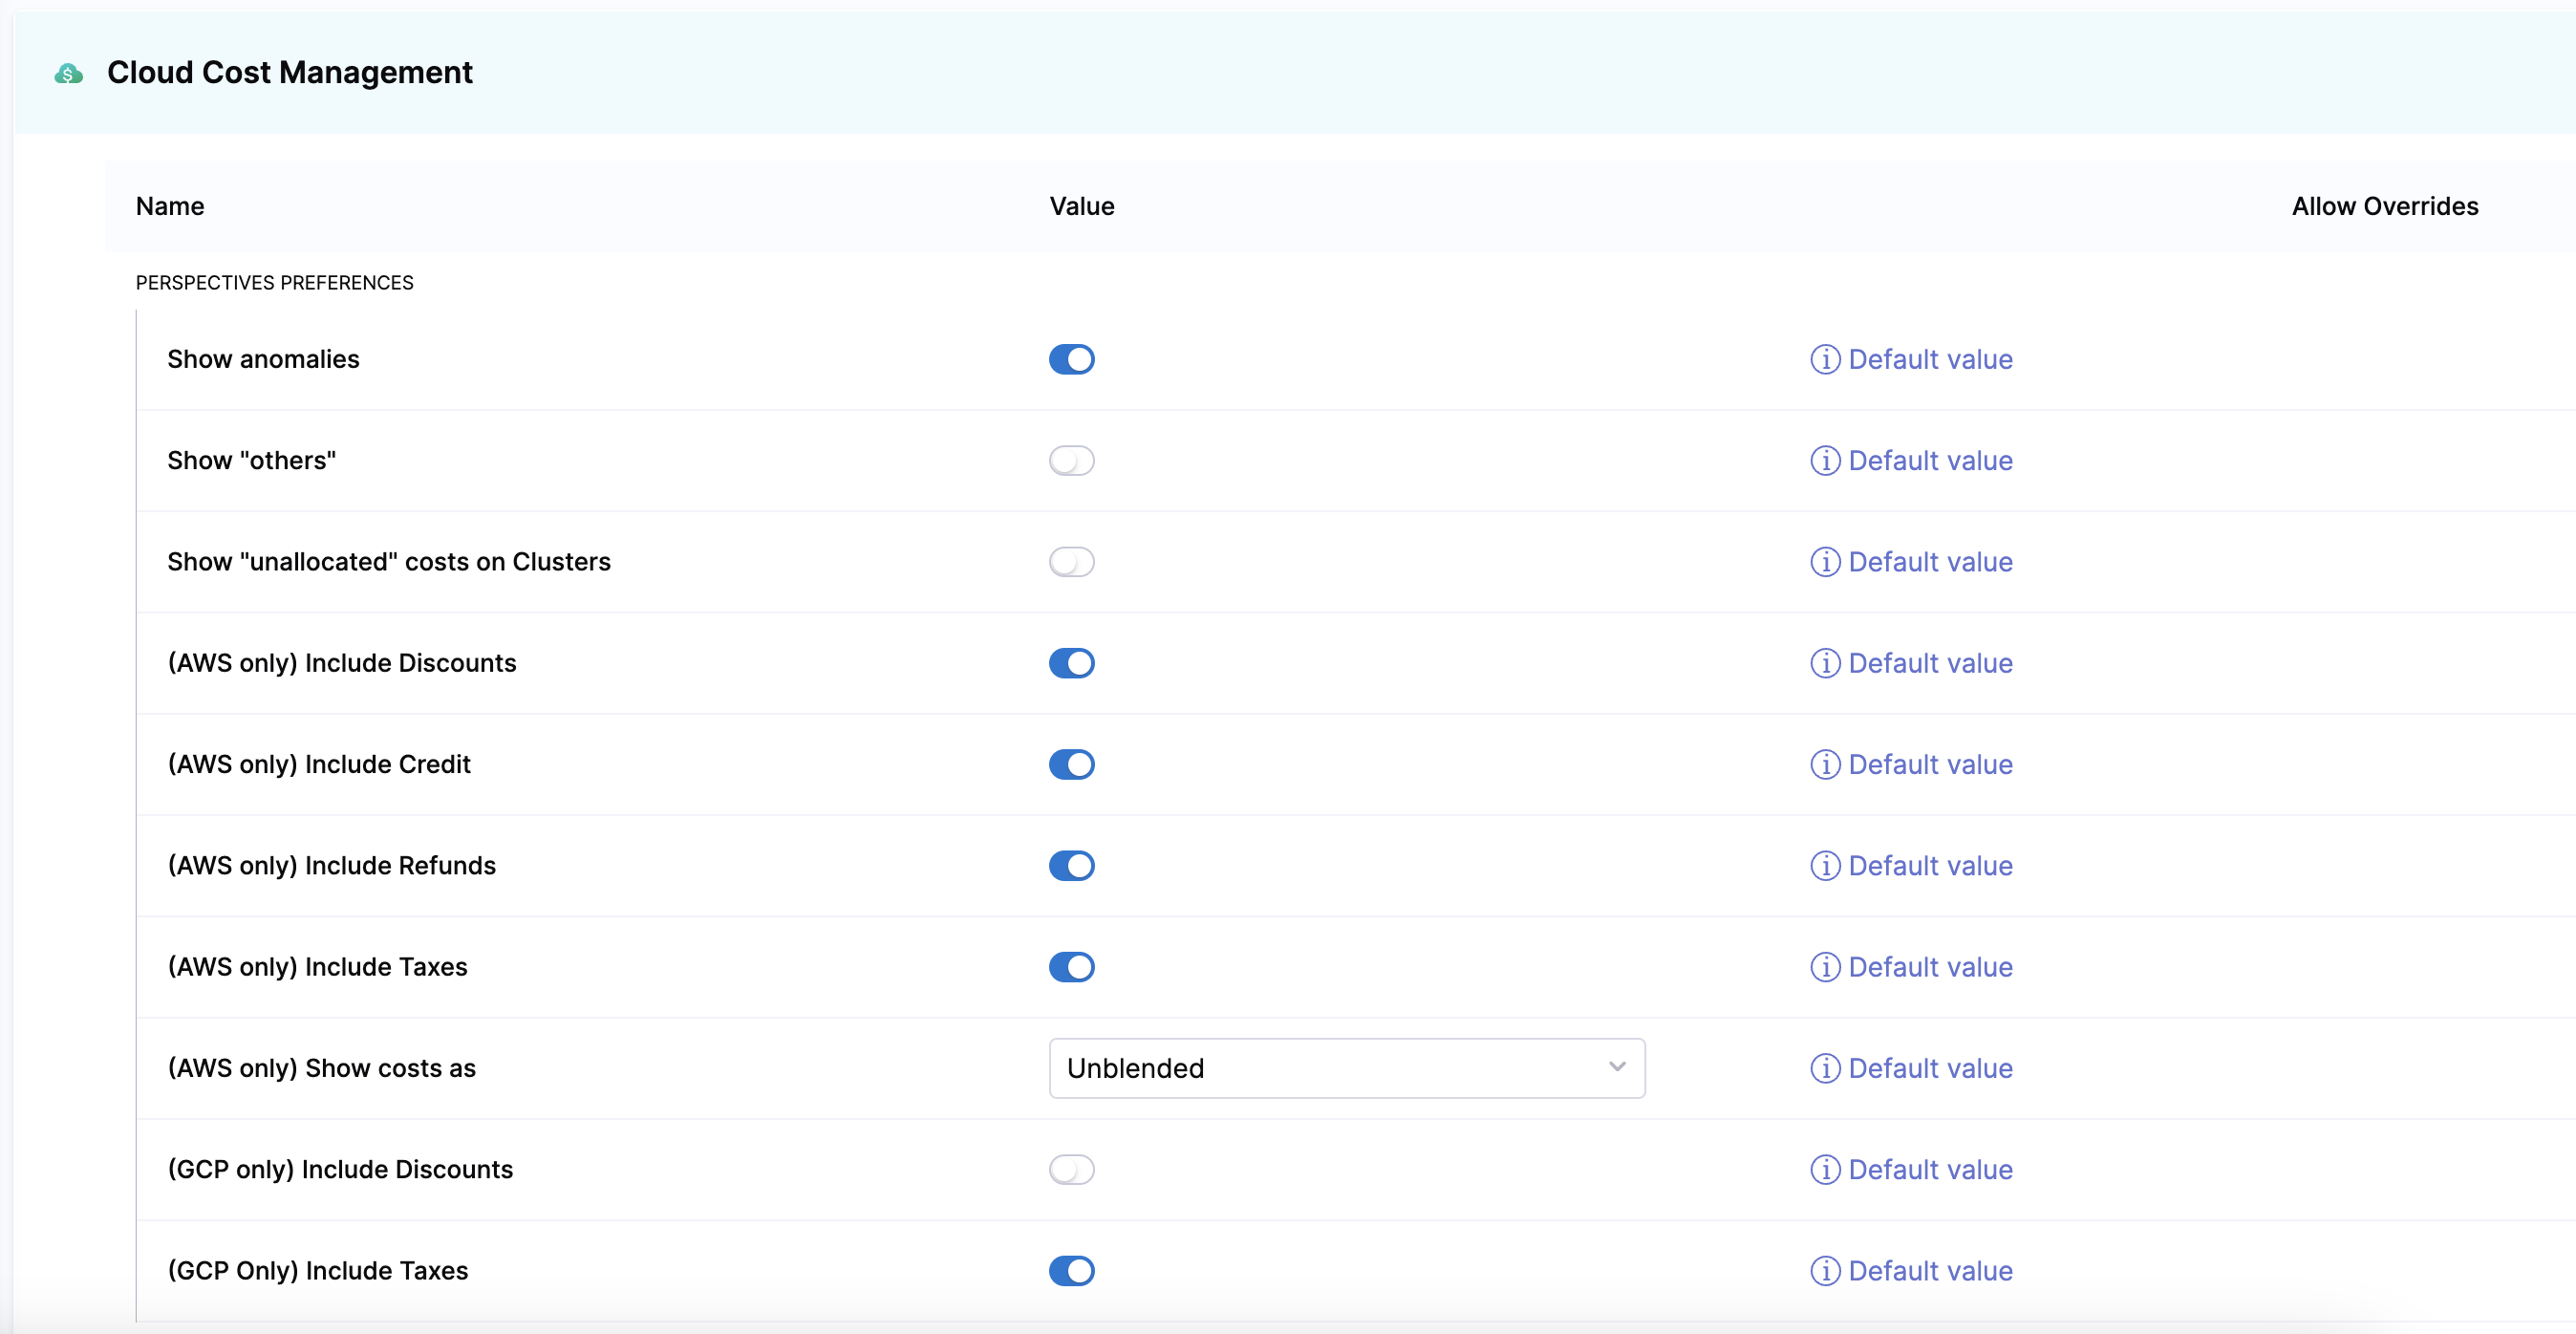 Cloud Cost Management
Name Value Allow Overrides
PERSPECTIVES PREFERENCES
Show anomalies Default value
Show "others" Default value
Show "unallocated" costs on Clusters Default value
(AWS only) Include Discounts Default value
(AWS only) Include Credit Default value
(AWS only) Include Refunds Default value
(AWS only) Include Taxes Default value
(AWS only) Show costs as Unblended Default value
(GCP only) Include Discounts Default value
(GCP Only) Include Taxes Default value